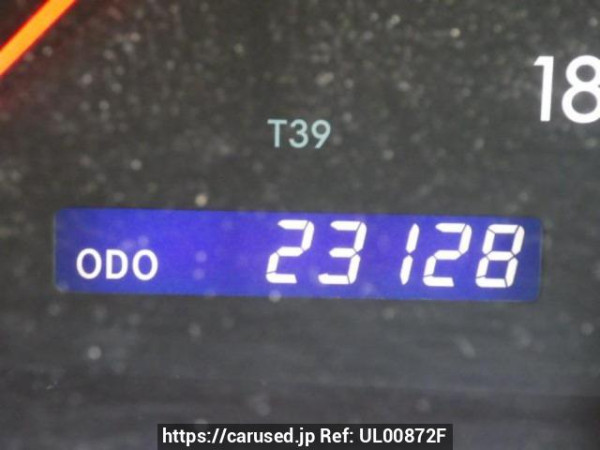 18
T39
ODO 23128
https://carused.jp Ref: UL00872F